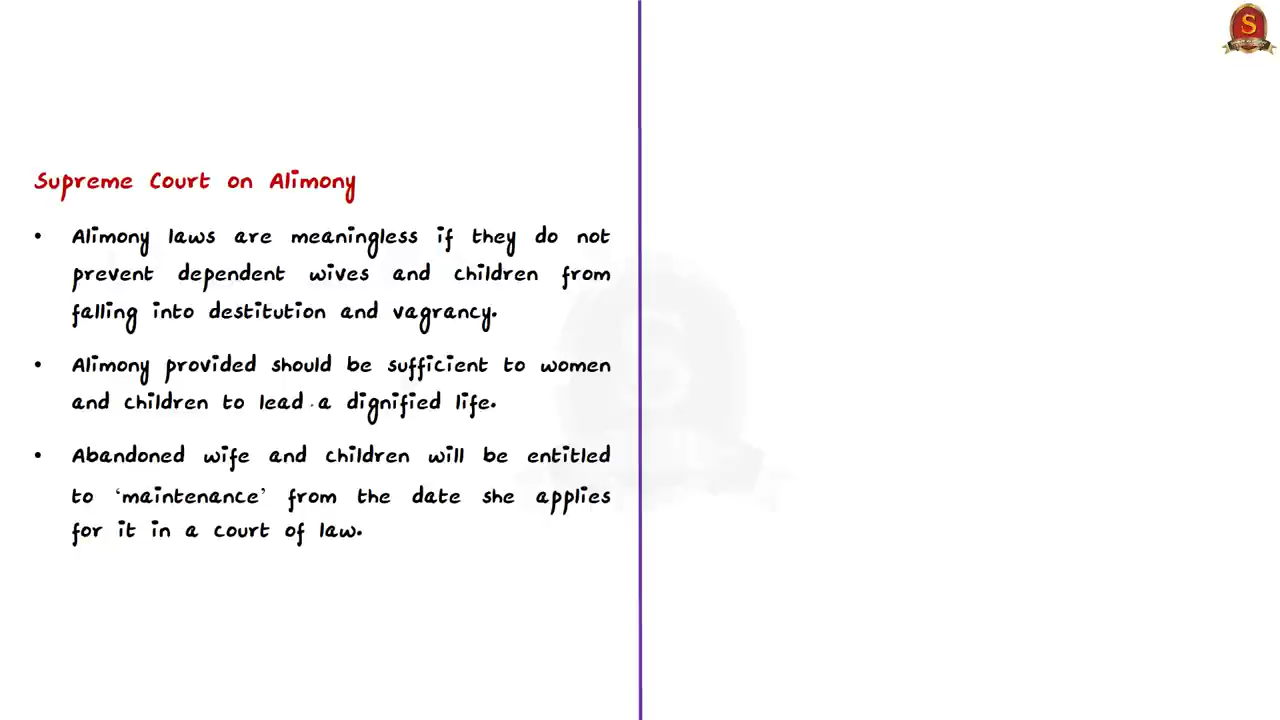 Supreme Court on Alimony
• Alimony laws are meaningless if they do not
prevent dependent wives and children from
falling into destitution and vagrancy.
• Alimony provided should be sufficient to women
and children to lead a dignified life.
• Abandoned wife and children will be entitled
to ‘maintenance’ from the date she applies
for it in a court of law.
S